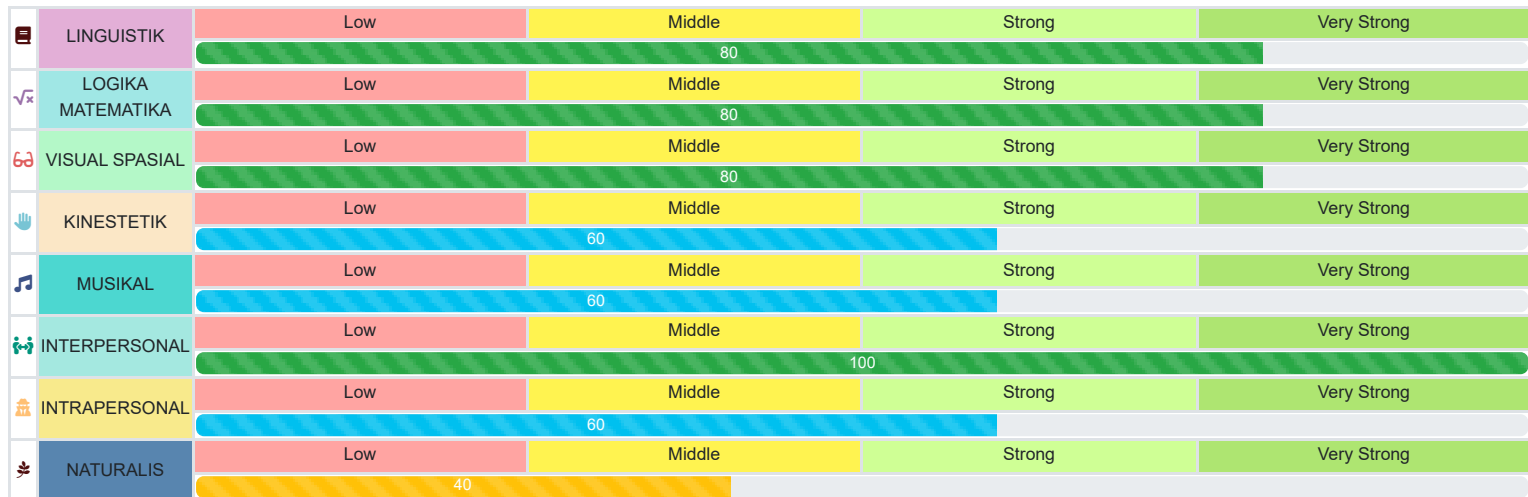 LINGUISTIK
Low Middle Strong Very Strong
80
LOGIKA
MATEMATIKA
Low Middle Strong Very Strong
80
VISUAL SPASIAL
Low Middle Strong Very Strong
80
KINESTETIK
Low Middle Strong Very Strong
60
MUSIKAL
Low Middle Strong Very Strong
60
INTERPERSONAL
Low Middle Strong Very Strong
100
INTRAPERSONAL
Low Middle Strong Very Strong
60
NATURALIS
Low Middle Strong Very Strong
40